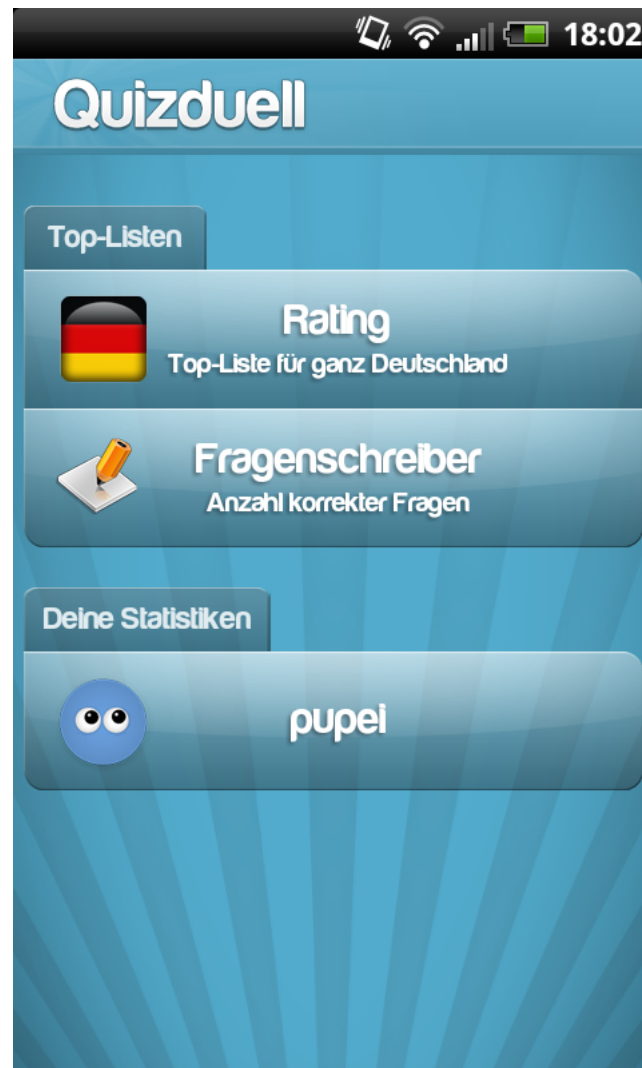 18:02
Quizduell
Top-Listen
Rating
Top-Liste für ganz Deutschland
Fragenschreiber
Anzahl korrekter Fragen
Deine Statistiken
pupei